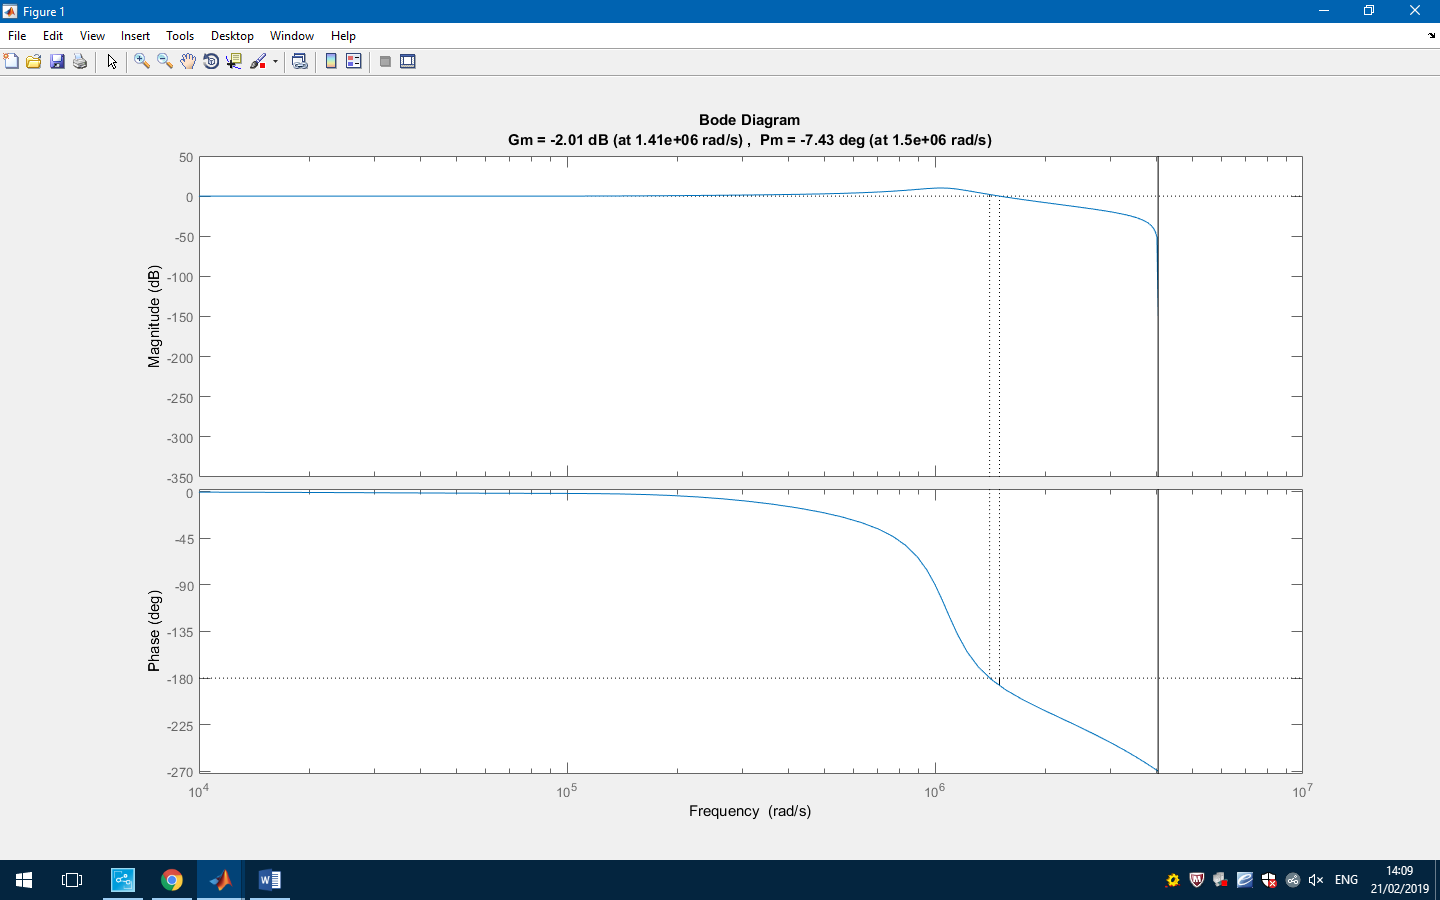 Figure 1
File Edit View Insert Tools Desktop Window Help
Bode Diagram
Gm = -2.01 dB (at 1.41e+06 rad/s) , Pm = -7.43 deg (at 1.5e+06 rad/s)
Magnitude (dB)
50
0
-50
-100
-150
-200
-250
-300
-350
Phase (deg)
0
-45
-90
-135
-180
-225
-270
10^4 10^5 10^6 10^7
Frequency (rad/s)
ENG
14:09
21/02/2019